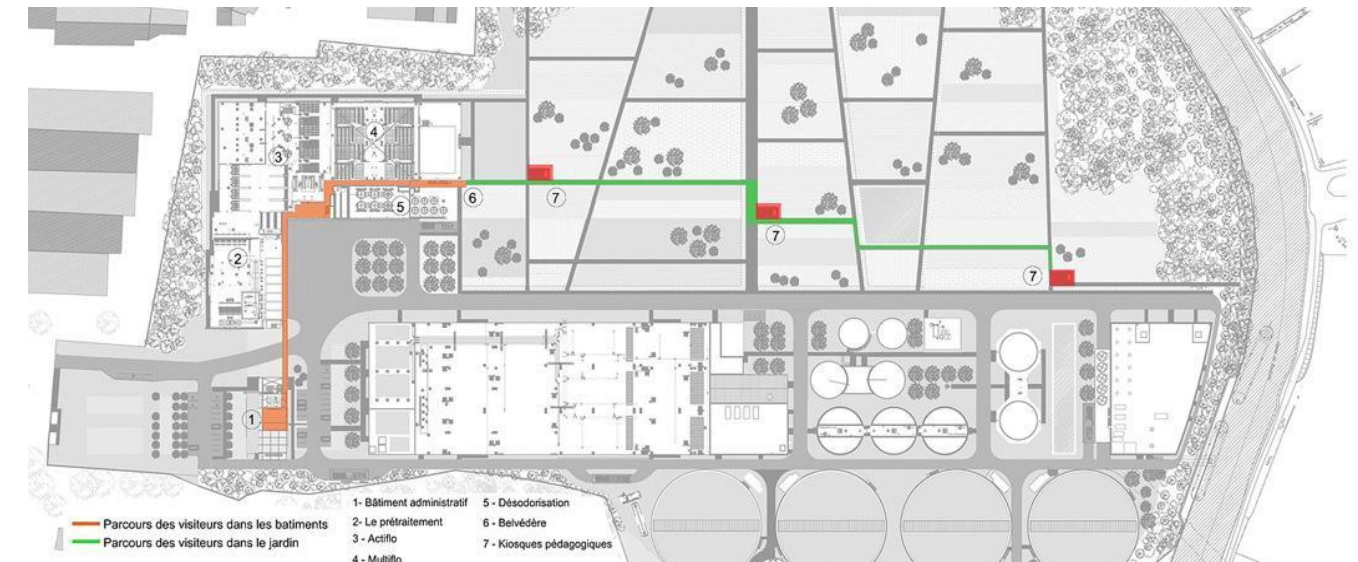 4
3
5
6
7
2
7
7
1
1- Bâtiment administratif
2- Le prétraitement
3 - Actiflo
4 - Multiflo
5 - Désodorisation
6 - Belvédère
7 - Kiosques pédagogiques
Parcours des visiteurs dans les batiments
Parcours des visiteurs dans le jardin